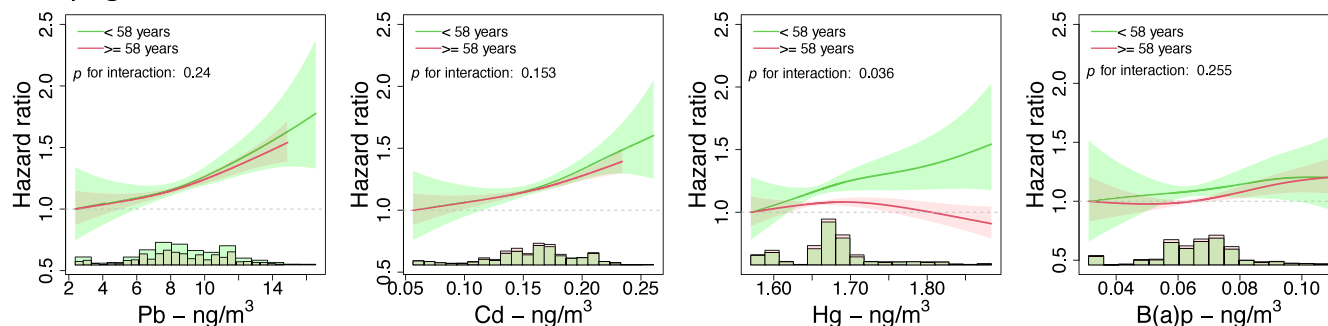 Hazard ratio
2.5
2.0
1.5
1.0
0.5
< 58 years
>= 58 years
p for interaction: 0.24
2 4 6 8 10 14
Pb – ng/m³
Hazard ratio
2.5
2.0
1.5
1.0
0.5
< 58 years
>= 58 years
p for interaction: 0.153
0.05 0.10 0.15 0.20 0.25
Cd – ng/m³
Hazard ratio
2.5
2.0
1.5
1.0
< 58 years
>= 58 years
p for interaction: 0.036
1.60 1.70 1.80
Hg – ng/m³
Hazard ratio
2.5
2.0
1.5
1.0
0.5
< 58 years
>= 58 years
p for interaction: 0.255
0.04 0.06 0.08 0.10
B(a)p – ng/m³